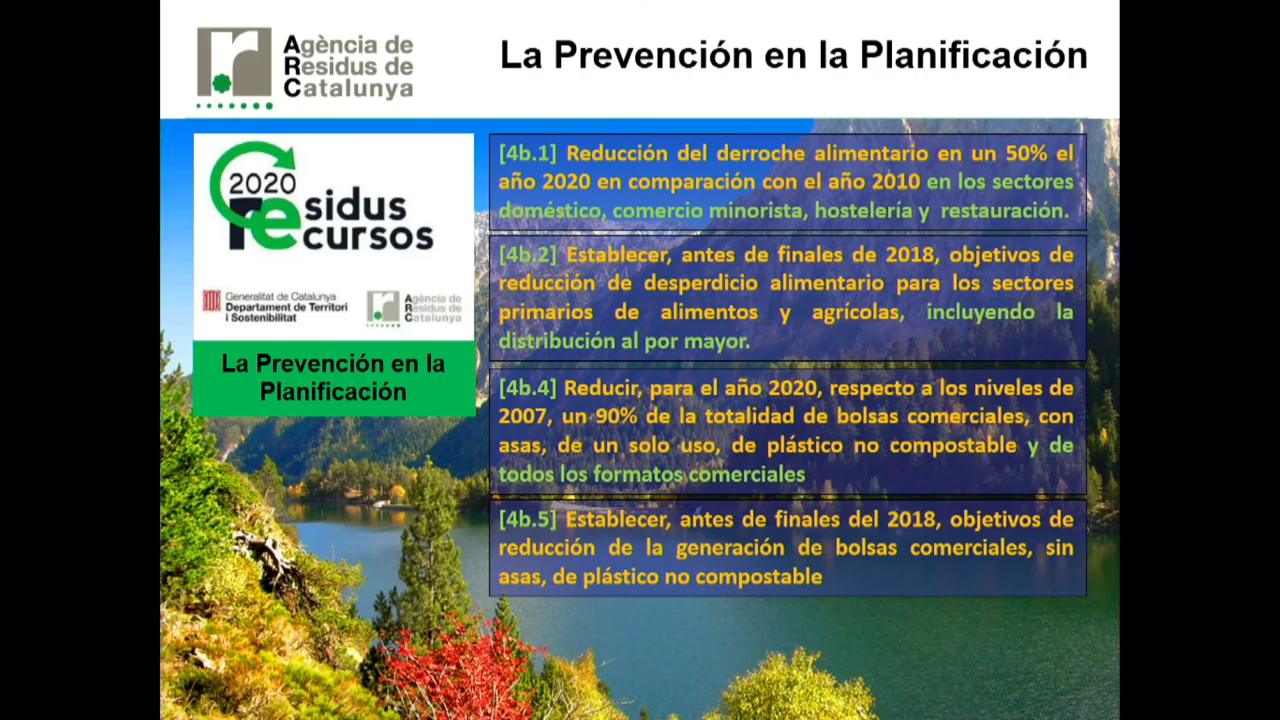 Agència de
Residus de
Catalunya
La Prevención en la Planificación
2020
residus
recursos
Generalitat de Catalunya
Departament de Territori
i Sostenibilitat
Agència de
Residus de
Catalunya
La Prevención en la
Planificación
[4b.1] Reducción del derroche alimentario en un 50% el
año 2020 en comparación con el año 2010 en los sectores
doméstico, comercio minorista, hostelería y restauración.
[4b.2] Establecer, antes de finales de 2018, objetivos de
reducción de desperdicio alimentario para los sectores
primarios de alimentos y agrícolas, incluyendo la
distribución al por mayor.
[4b.4] Reducir, para el año 2020, respecto a los niveles de
2007, un 90% de la totalidad de bolsas comerciales, con
asas, de un solo uso, de plástico no compostable y de
todos los formatos comerciales
[4b.5] Establecer, antes de finales del 2018, objetivos de
reducción de la generación de bolsas comerciales, sin
asas, de plástico no compostable